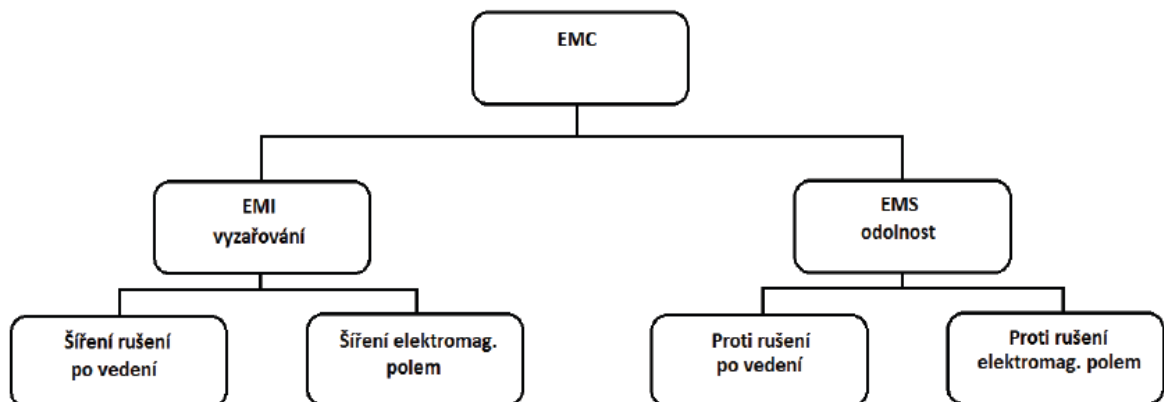 EMC
EMI
vyzařování
EMS
odolnost
Šíření rušení
po vedení
Šíření elektromag.
polem
Proti rušení
po vedení
Proti rušení
elektromag. polem